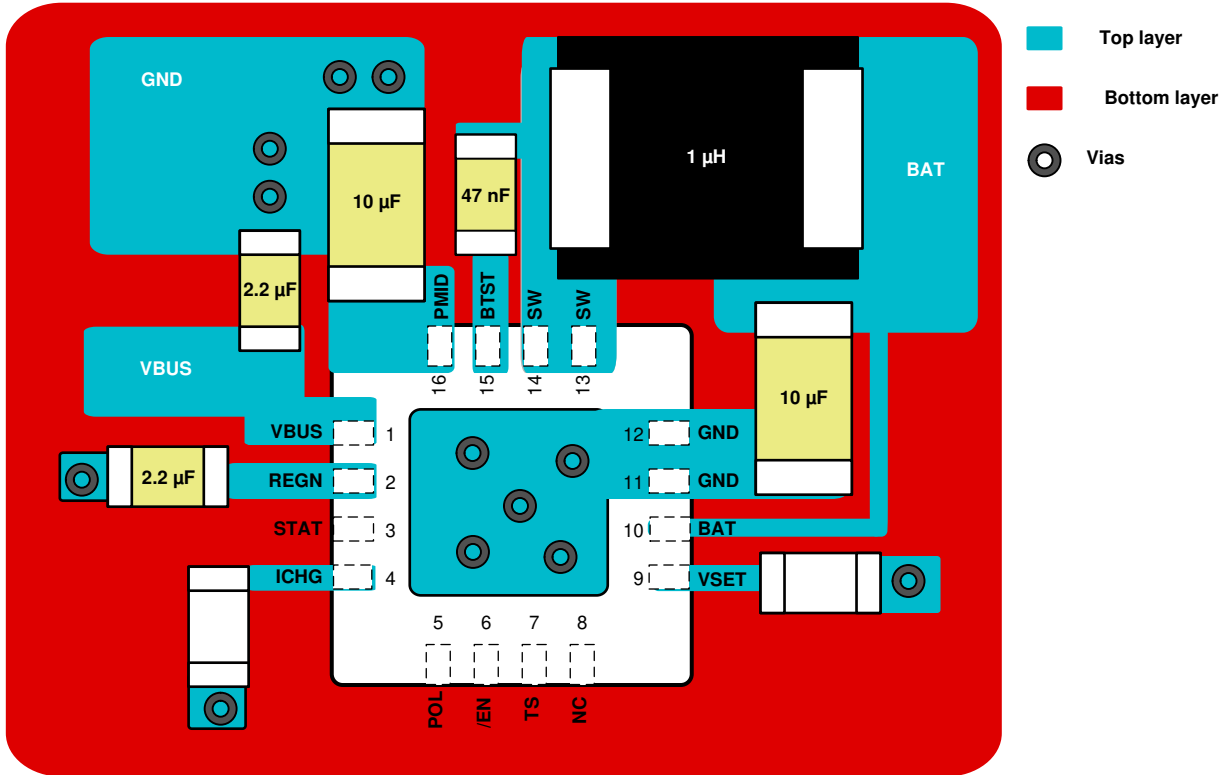 GND
1 µH
BAT
10 µF
47 nF
2.2 µF
PMID
BTST
SW
SW
VBUS
16
15
14
13
10 µF
VBUS
1
12
GND
2.2 µF
REGN
2
11
GND
STAT
3
10
BAT
ICHG
4
9
VSET
5
6
7
8
POL
/EN
TS
NC
Top layer
Bottom layer
Vias